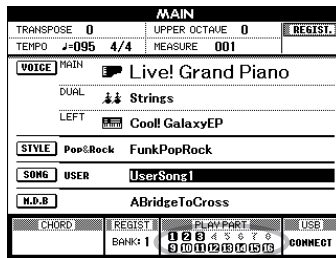 MAIN
TRANSPOSE 0 UPPER OCTAVE 0 REGIST.
TEMPO ♩=095 4/4 MEASURE 001
VOICE MAIN Live! Grand Piano
DUAL Strings
LEFT Cool! GalaxyEP
STYLE Pop&Rock FunkPopRock
SONG USER UserSong1
M.D.B ABridgeToCross
CHORD REGIST PLAY PART USB
BANK: 1 1 2 3 4 5 6 7 8 CONNECT
9 10 11 12 13 14 15 16